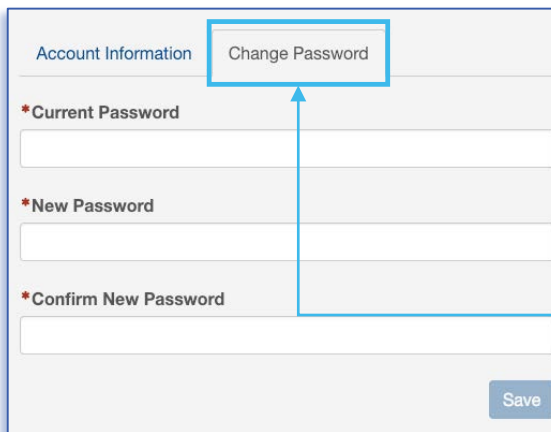 Account Information Change Password
*Current Password
*New Password
*Confirm New Password
Save